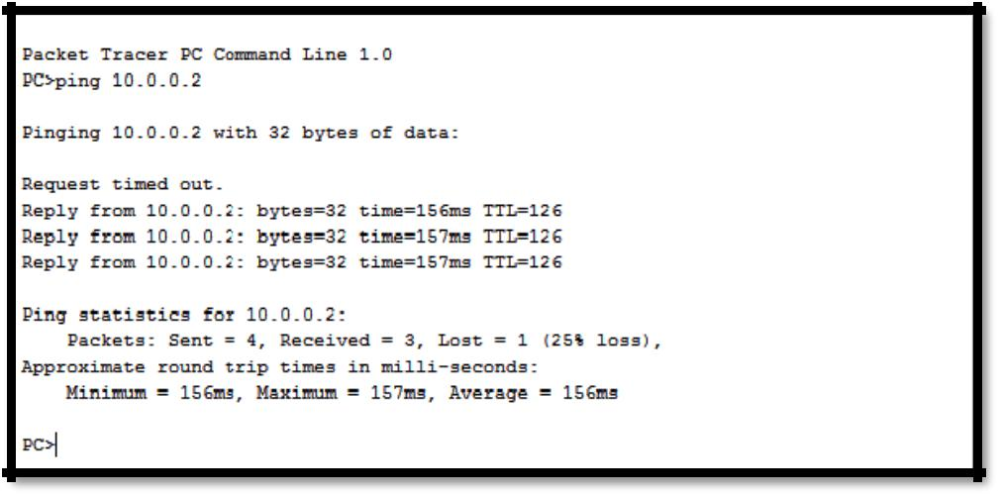 Packet Tracer PC Command Line 1.0
PC>ping 10.0.0.2
Pinging 10.0.0.2 with 32 bytes of data:
Request timed out.
Reply from 10.0.0.2: bytes=32 time=156ms TTL=126
Reply from 10.0.0.2: bytes=32 time=157ms TTL=126
Reply from 10.0.0.2: bytes=32 time=157ms TTL=126
Ping statistics for 10.0.0.2:
    Packets: Sent = 4, Received = 3, Lost = 1 (25% loss),
Approximate round trip times in milli-seconds:
    Minimum = 156ms, Maximum = 157ms, Average = 156ms
PC>